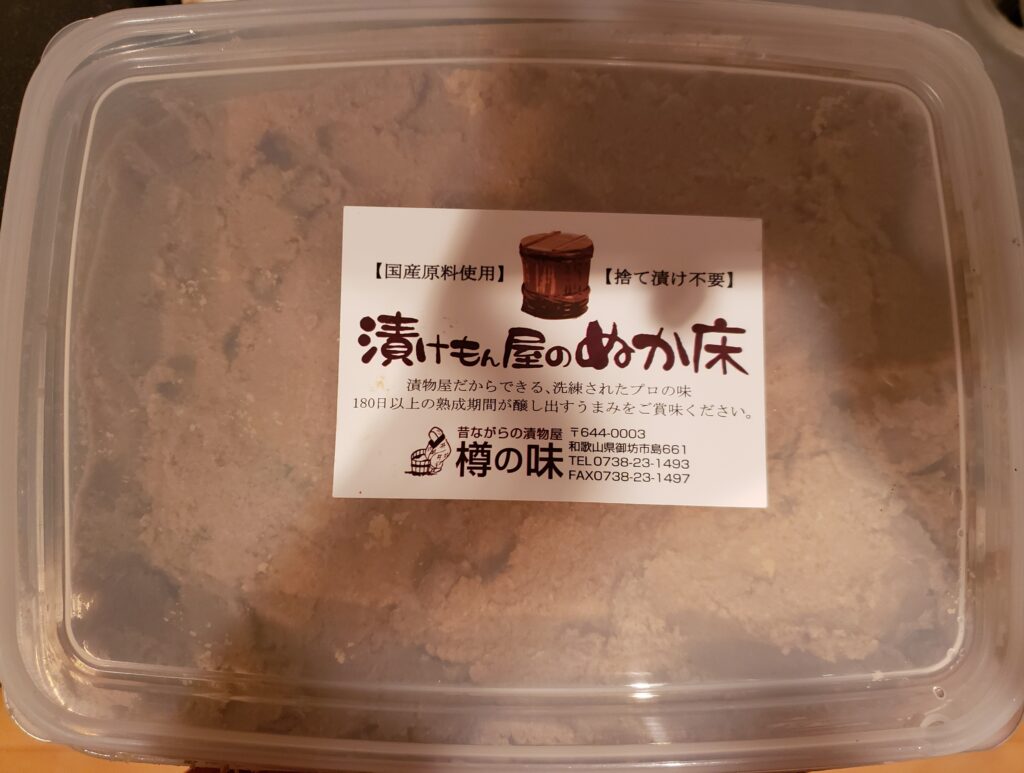 【国産原料使用】
【捨て漬け不要】
漬けもん屋のぬか床
漬物屋だからできる、洗練されたプロの味
180日以上の熟成期間が醸し出すうまみをご賞味ください。
昔ながらの漬物屋
樽の味
〒644-0003
和歌山県御坊市島661
TEL0738-23-1493
FAX0738-23-1497